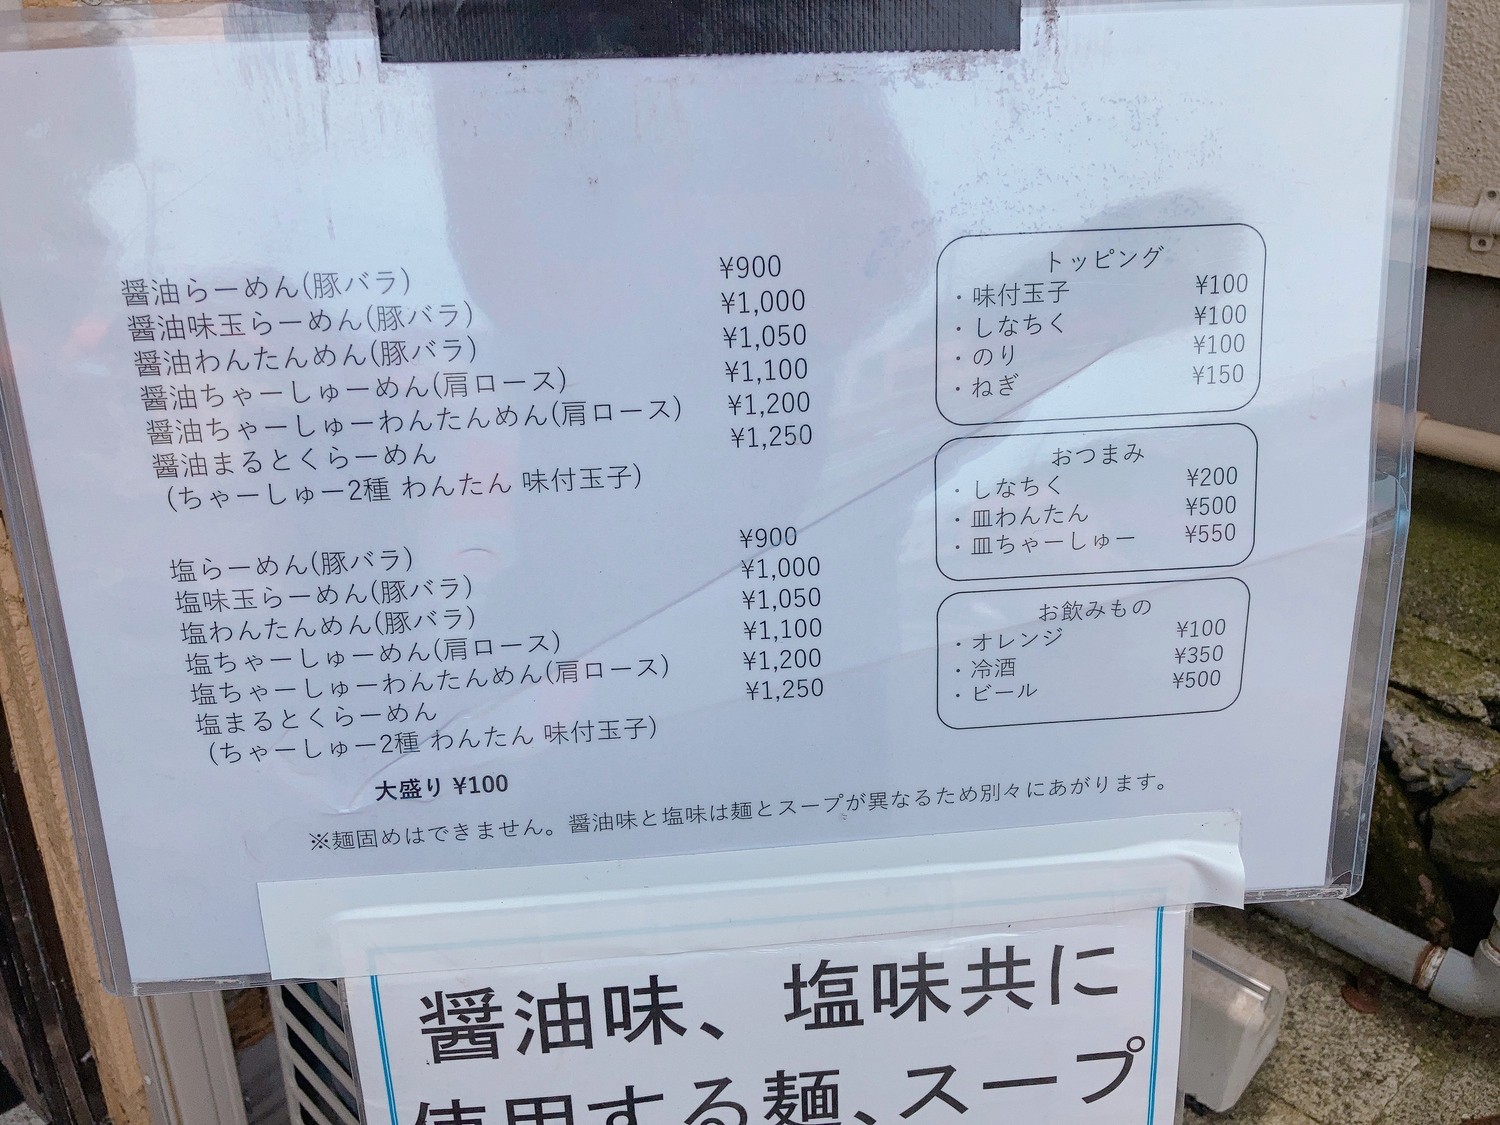 醤油らーめん(豚バラ) ¥900
醤油味玉らーめん(豚バラ) ¥1,000
醤油わんたんめん(豚バラ) ¥1,050
醤油ちゃーしゅーめん(肩ロース) ¥1,100
醤油ちゃーしゅーわんたんめん(肩ロース) ¥1,200
醤油まるとくらーめん ¥1,250
(ちゃーしゅー2種 わんたん 味付玉子)
塩らーめん(豚バラ) ¥900
塩味玉らーめん(豚バラ) ¥1,000
塩わんたんめん(豚バラ) ¥1,050
塩ちゃーしゅーめん(肩ロース) ¥1,100
塩ちゃーしゅーわんたんめん(肩ロース) ¥1,200
塩まるとくらーめん ¥1,250
(ちゃーしゅー2種 わんたん 味付玉子)
大盛り ¥100
※麺固めはできません。醤油味と塩味は麺とスープが異なるため別々にあがります。
トッピング
・味付玉子 ¥100
・しなちく ¥100
・のり ¥100
・ねぎ ¥150
おつまみ
・しなちく ¥200
・皿わんたん ¥500
・皿ちゃーしゅー ¥550
お飲みもの
・オレンジ ¥100
・冷酒 ¥350
・ビール ¥500
醤油味、塩味共に
使用する麺、スープ